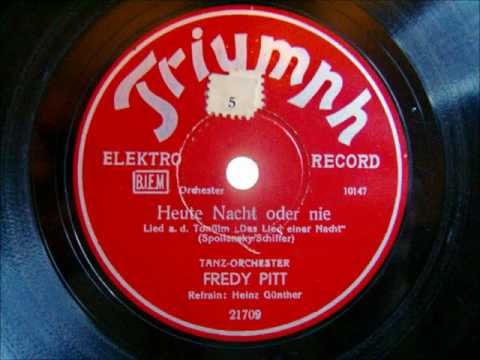 Triumph
5
ELEKTRO RECORD
B.I.E.M. Orchester 10147
Heute Nacht oder nie
Lied a. d. Tonfilm „Das Lied einer Nacht"
(Spoliansky/Schiffer)
TANZ-ORCHESTER
FREDY PITT
Refrain: Heinz Günther
21709